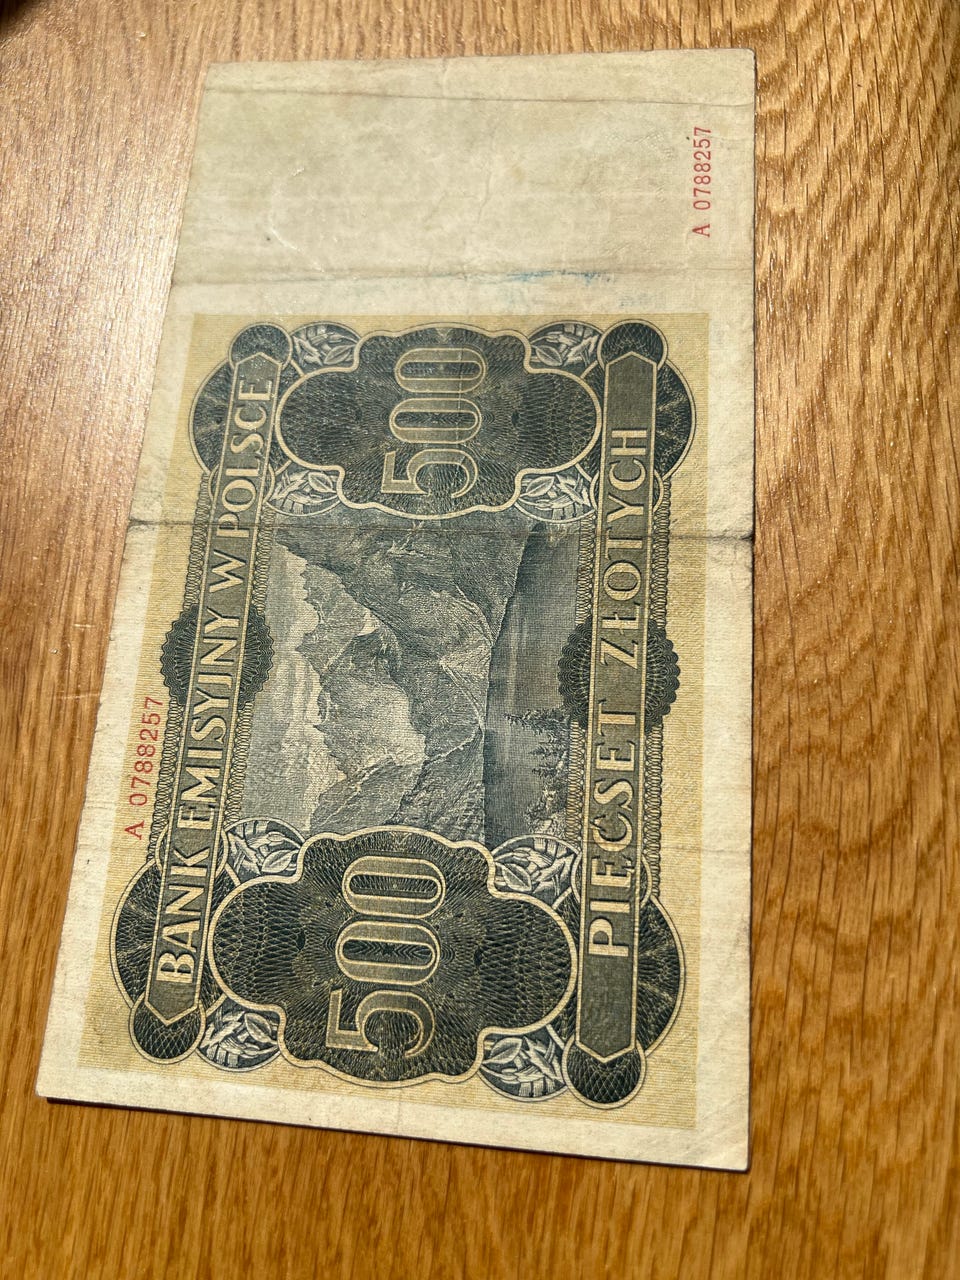 A 0788257
BANK EMISYJNY W POLSCE
500 500
PIĘĆSET ZŁOTYCH
A 0788257